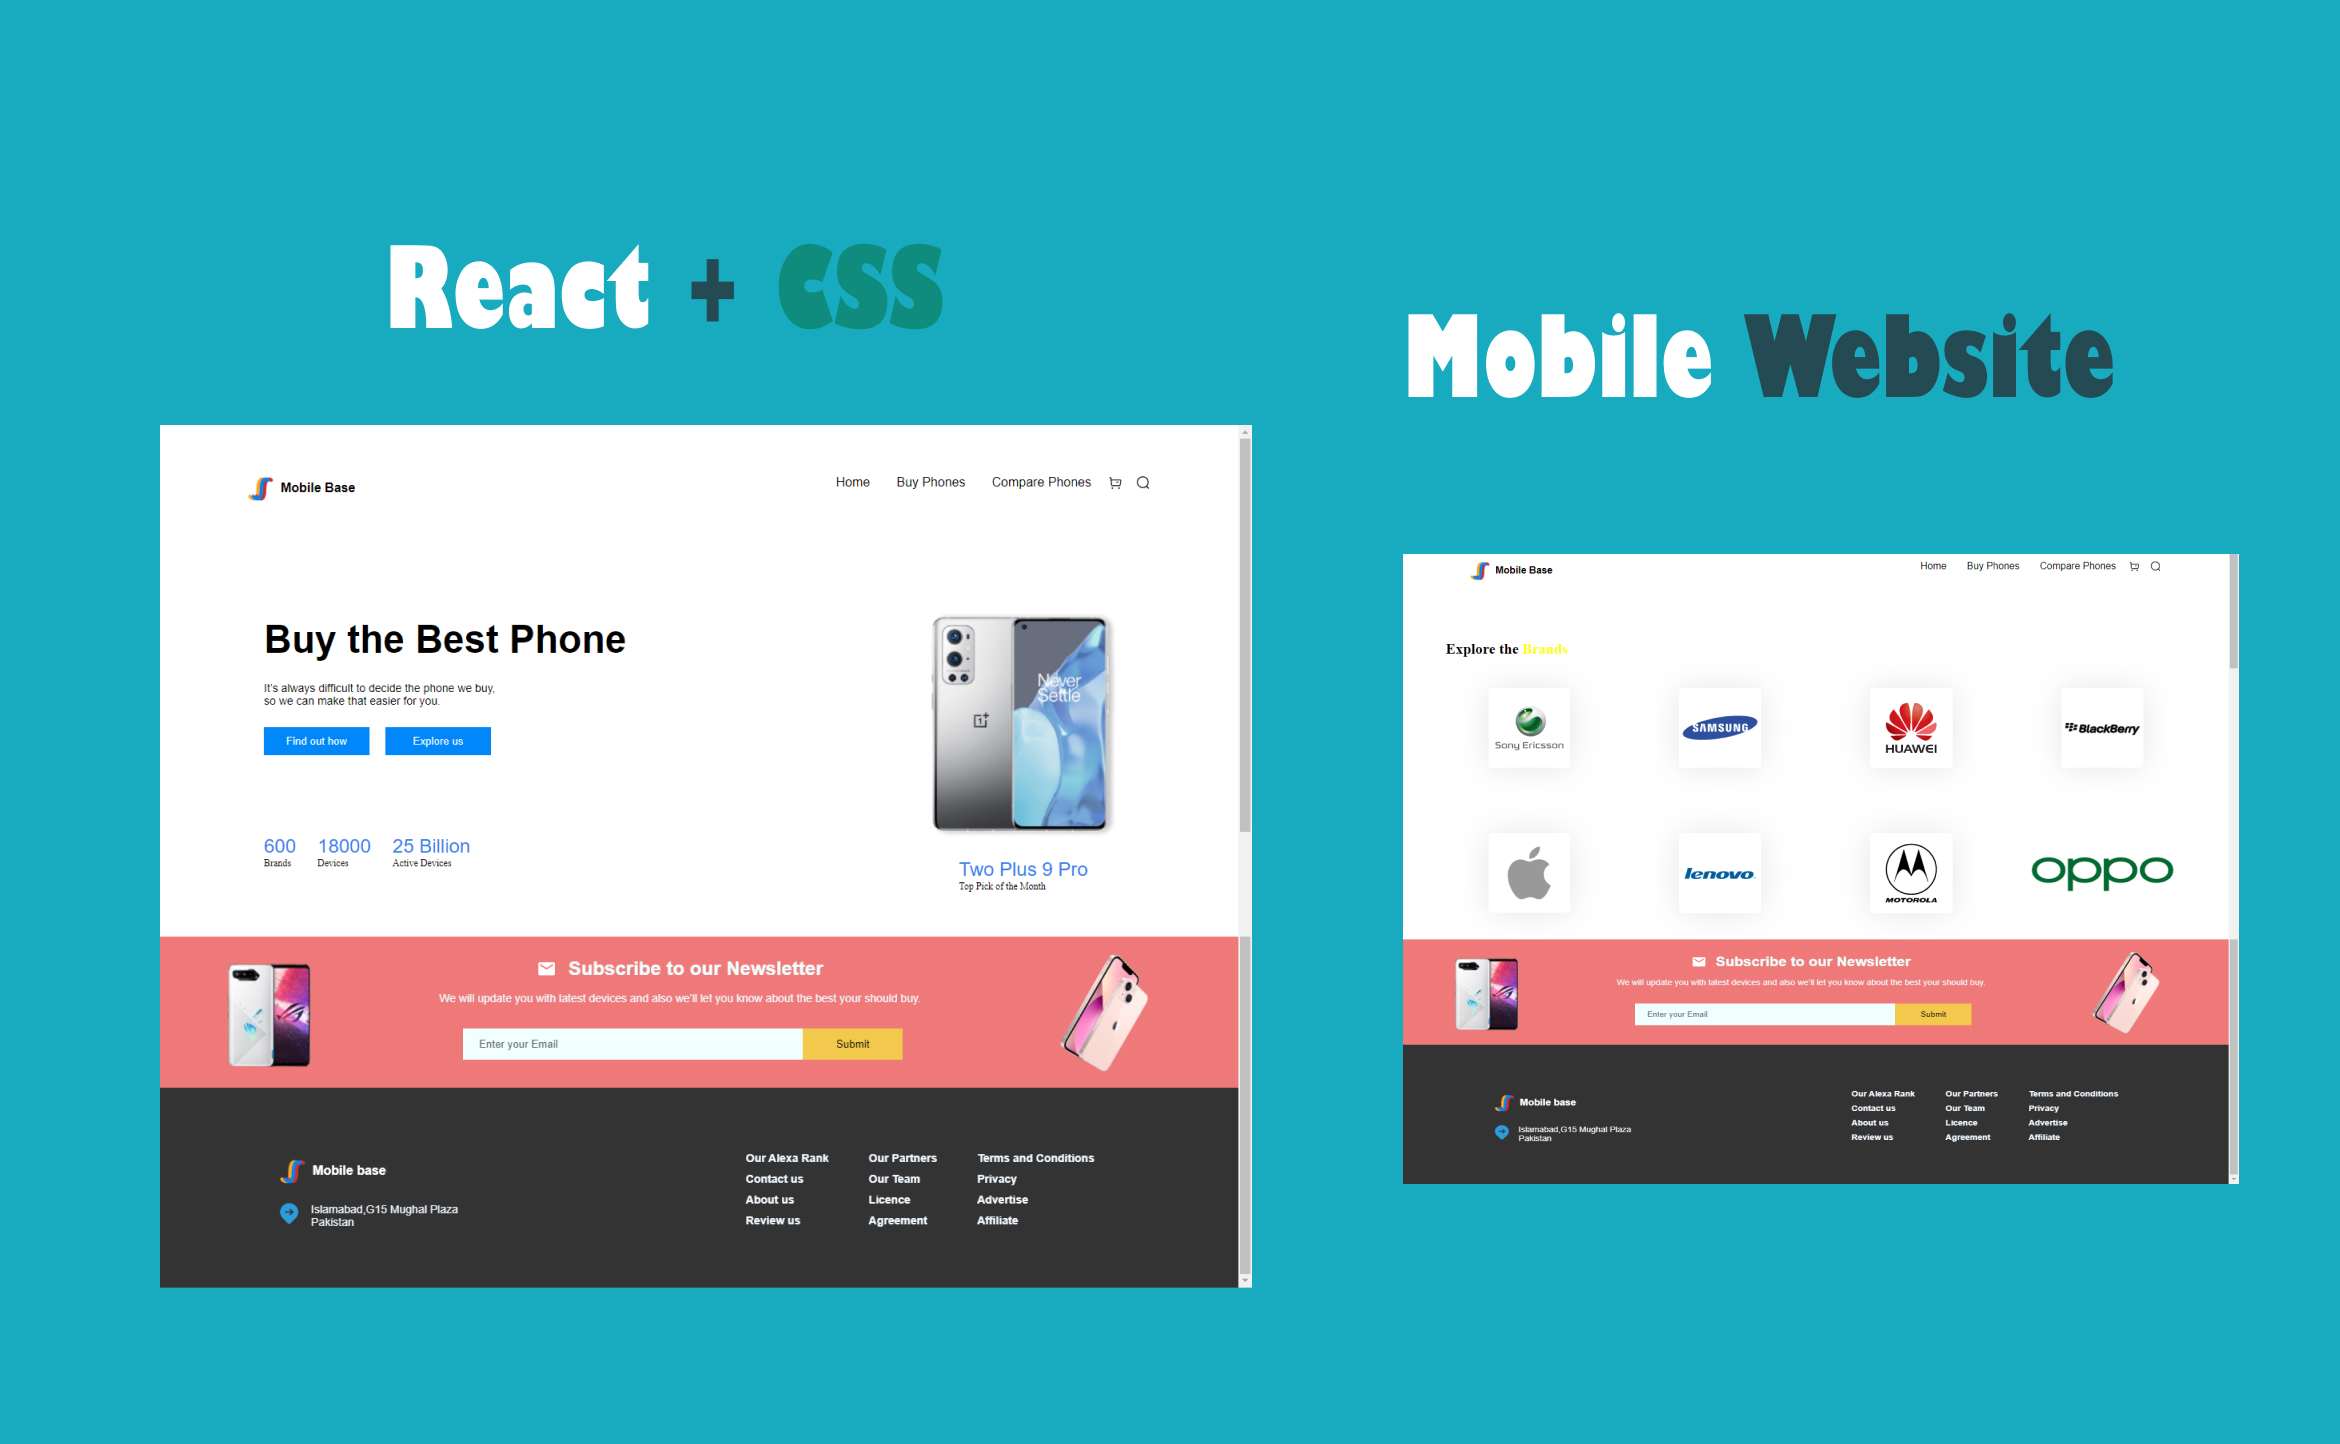 React + CSS
Mobile Website
Mobile Base
Home Buy Phones Compare Phones
Buy the Best Phone
It's always difficult to decide the phone we buy,
so we can make that easier for you.
Find out how Explore us
600 18000 25 Billion
Brands Devices Active Devices
Never
Settle
Two Plus 9 Pro
Top Pick of the Month
Subscribe to our Newsletter
We will update you with latest devices and also we'll let you know about the best your should buy.
Enter your Email Submit
Mobile base
Islamabad,G15 Mughal Plaza
Pakistan
Our Alexa Rank Our Partners Terms and Conditions
Contact us Our Team Privacy
About us Licence Advertise
Review us Agreement Affiliate
Mobile Base
Home Buy Phones Compare Phones
Explore the Brands
Sony Ericsson
SAMSUNG
HUAWEI
BlackBerry
lenovo
MOTOROLA
oppo
Subscribe to our Newsletter
We will update you with latest devices and also we'll let you know about the best your should buy.
Enter your Email Submit
Mobile base
Islamabad,G15 Mughal Plaza
Pakistan
Our Alexa Rank Our Partners Terms and Conditions
Contact us Our Team Privacy
About us Licence Advertise
Review us Agreement Affiliate